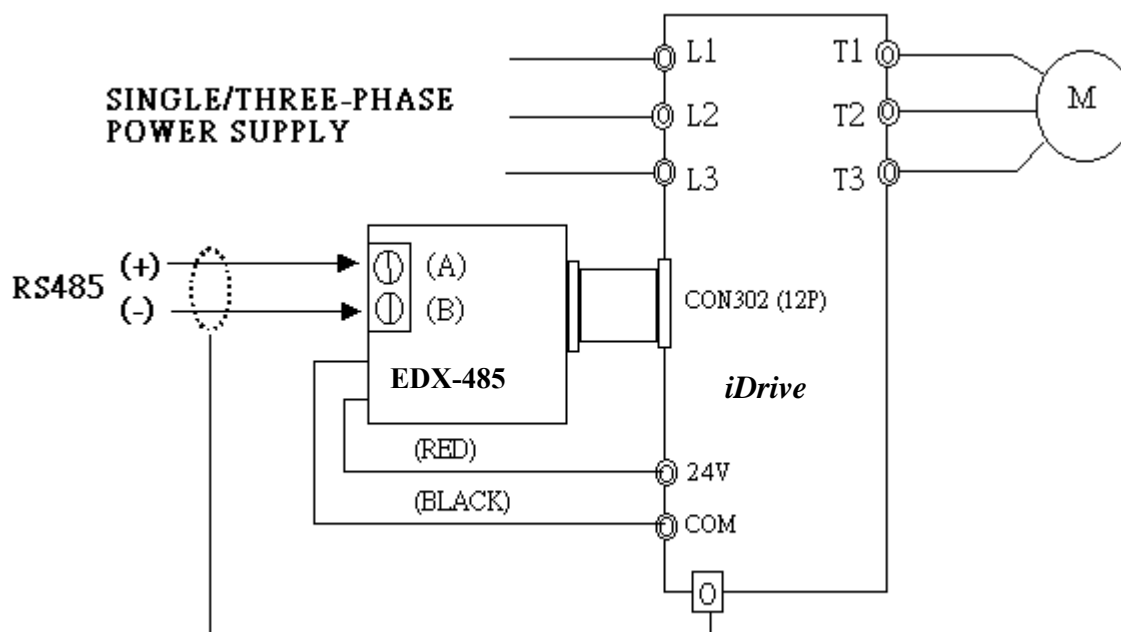 L1 T1
M
SINGLE/THREE-PHASE
POWER SUPPLY
L2 T2
L3 T3
RS485 (+) (A)
(-) (B)
CON302 (12P)
EDX-485
iDrive
(RED)
24V
(BLACK)
COM
O